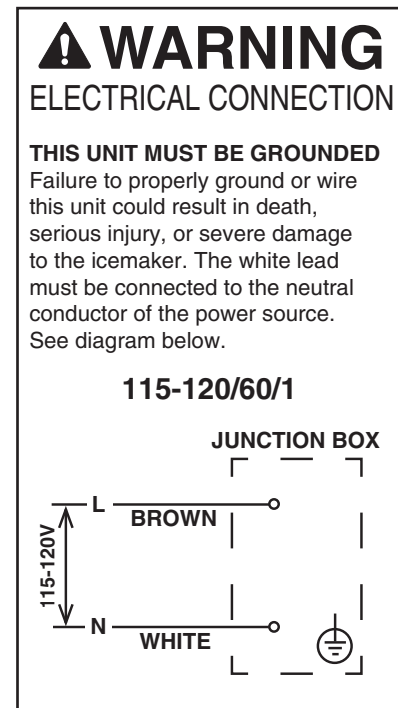 WARNING
ELECTRICAL CONNECTION
THIS UNIT MUST BE GROUNDED
Failure to properly ground or wire
this unit could result in death,
serious injury, or severe damage
to the icemaker. The white lead
must be connected to the neutral
conductor of the power source.
See diagram below.
115-120/60/1
JUNCTION BOX
L
BROWN
115-120V
N
WHITE